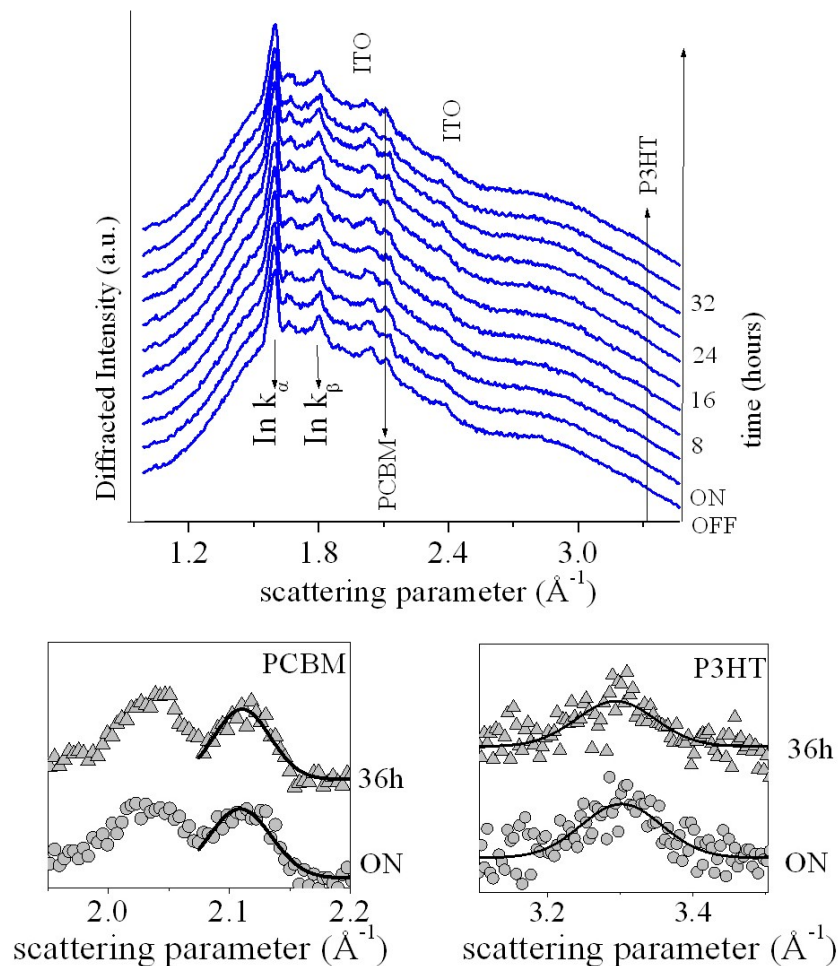 ITO
ITO
P3HT
Diffracted Intensity (a.u.)
In kα
In kβ
PCBM
32
24
16
8
ON
OFF
time (hours)
1.2 1.8 2.4 3.0
scattering parameter (Å⁻¹)
PCBM
36h
ON
2.0 2.1 2.2
scattering parameter (Å⁻¹)
P3HT
36h
ON
3.2 3.4
scattering parameter (Å⁻¹)